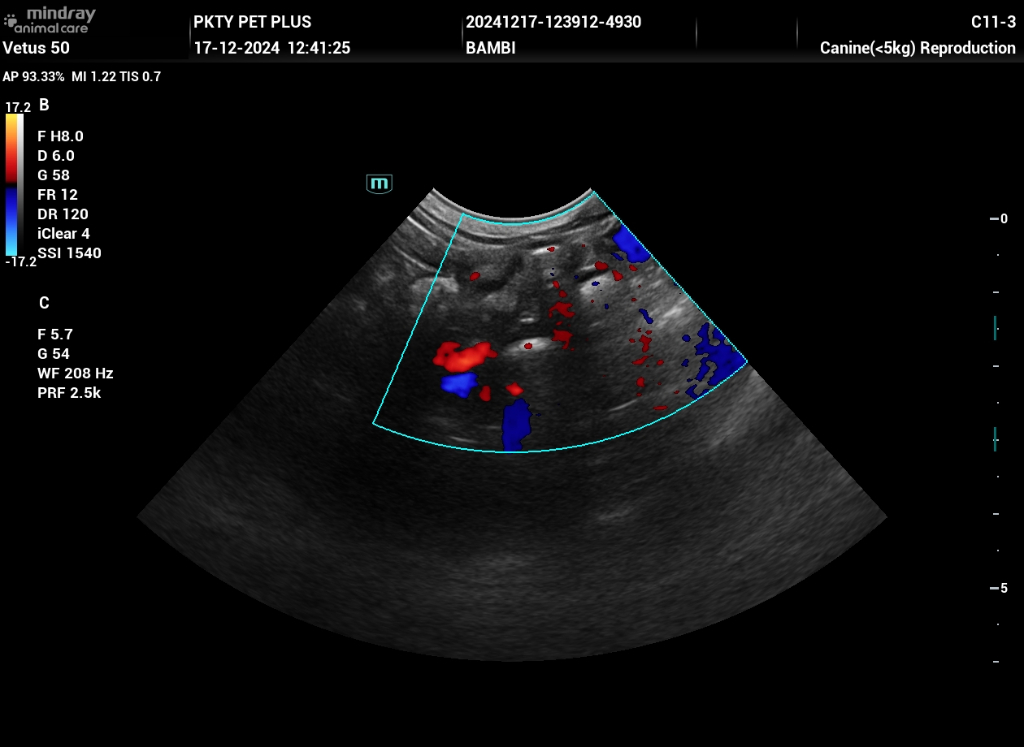 mindray
animalcare
Vetus 50
PKTY PET PLUS
17-12-2024 12:41:25
20241217-123912-4930
BAMBI
C11-3
Canine(<5kg) Reproduction
AP 93.33% MI 1.22 TIS 0.7
17.2
-17.2
B
F H8.0
D 6.0
G 58
FR 12
DR 120
iClear 4
SSI 1540
C
F 5.7
G 54
WF 208 Hz
PRF 2.5k
m
0
5